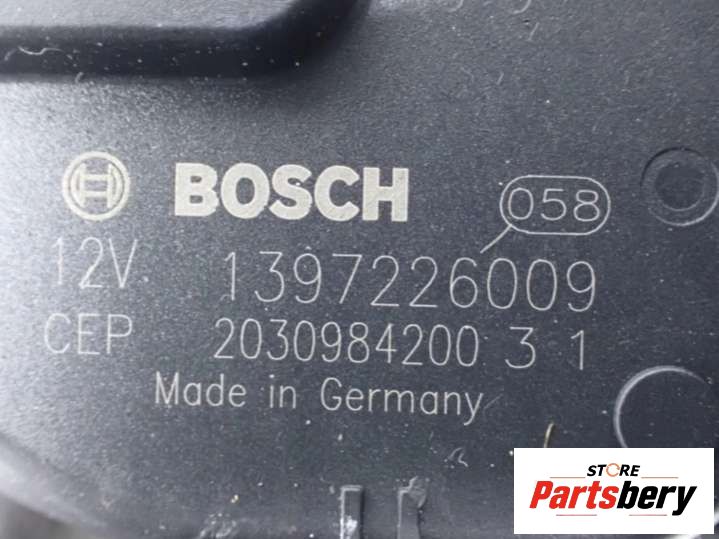 BOSCH
058
12V 1397226009
CEP 2030984200 3 1
Made in Germany
STORE
Partsbery